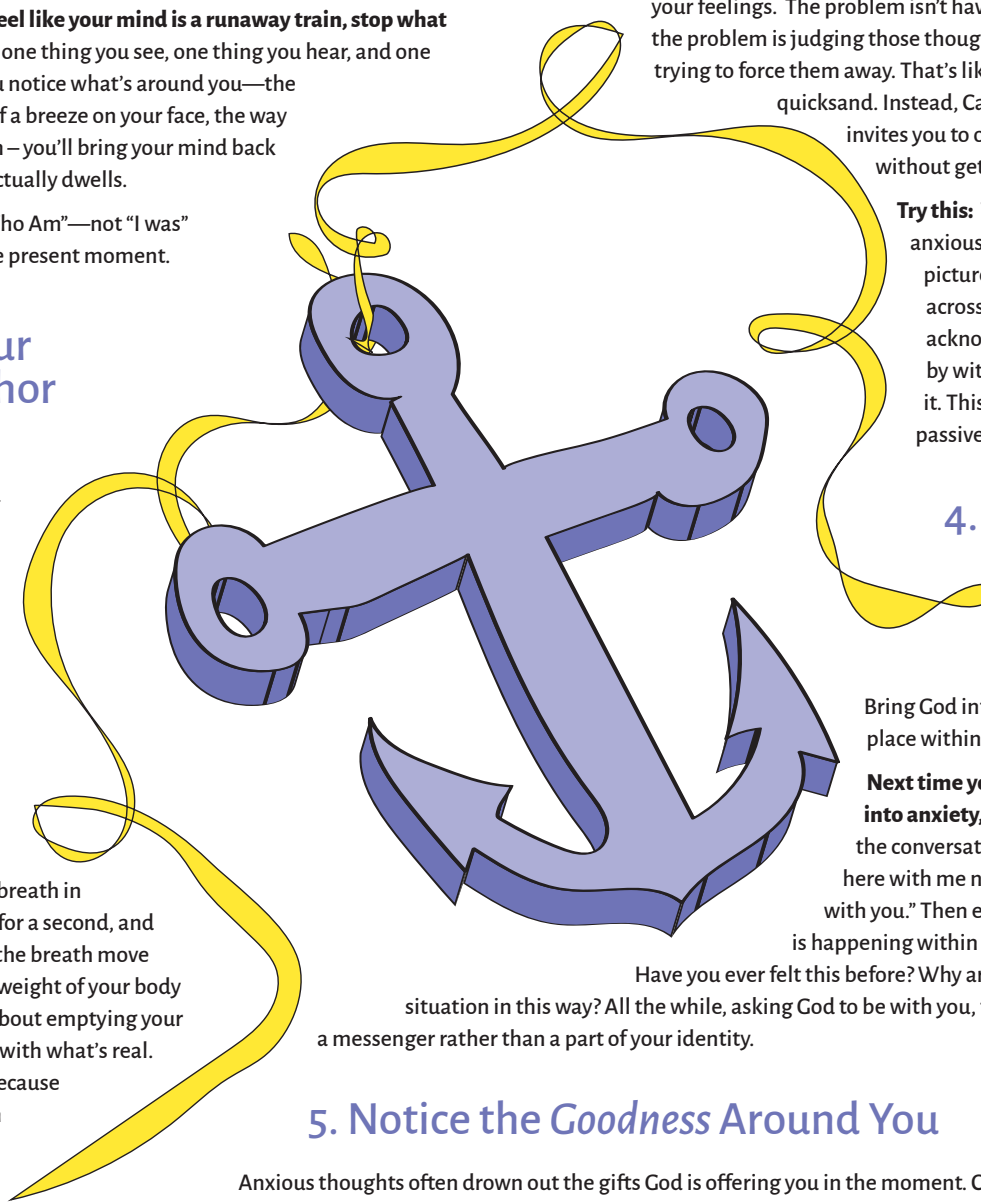 eel like your mind is a runaway train, stop what
one thing you see, one thing you hear, and one
u notice what’s around you—the
f a breeze on your face, the way
n – you’ll bring your mind back
ctually dwells.
ho Am”—not “I was”
e present moment.
ur
hor
breath in
for a second, and
the breath move
weight of your body
bout emptying your
with what’s real.
ecause
your feelings. The problem isn’t hav
the problem is judging those thoug
trying to force them away. That’s lik
quicksand. Instead, Ca
invites you to o
without get
Try this:
anxious
picture
across
ackno
by wit
it. This
passive
4.
Bring God in
place within
Next time yo
into anxiety,
the conversat
here with me n
with you.” Then e
is happening within
Have you ever felt this before? Why ar
situation in this way? All the while, asking God to be with you,
a messenger rather than a part of your identity.
5. Notice the Goodness Around You
Anxious thoughts often drown out the gifts God is offering you in the moment.